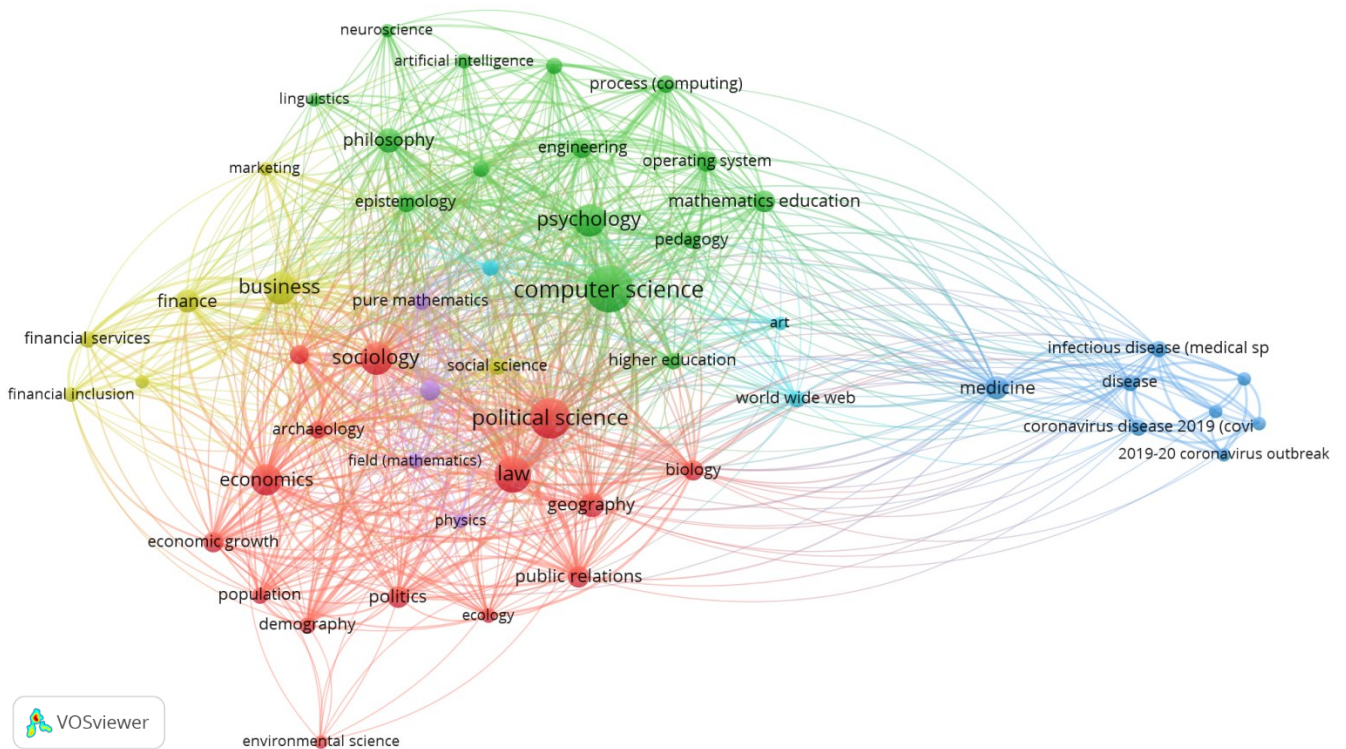 neuroscience
artificial intelligence
process (computing)
linguistics
philosophy
engineering
operating system
marketing
epistemology
mathematics education
psychology
pedagogy
business
computer science
finance
pure mathematics
art
financial services
sociology
social science
higher education
infectious disease (medical sp
financial inclusion
world wide web
medicine
disease
political science
archaeology
coronavirus disease 2019 (covi
2019-20 coronavirus outbreak
field (mathematics)
biology
economics
law
geography
physics
economic growth
public relations
population
politics
ecology
demography
VOSviewer
environmental science